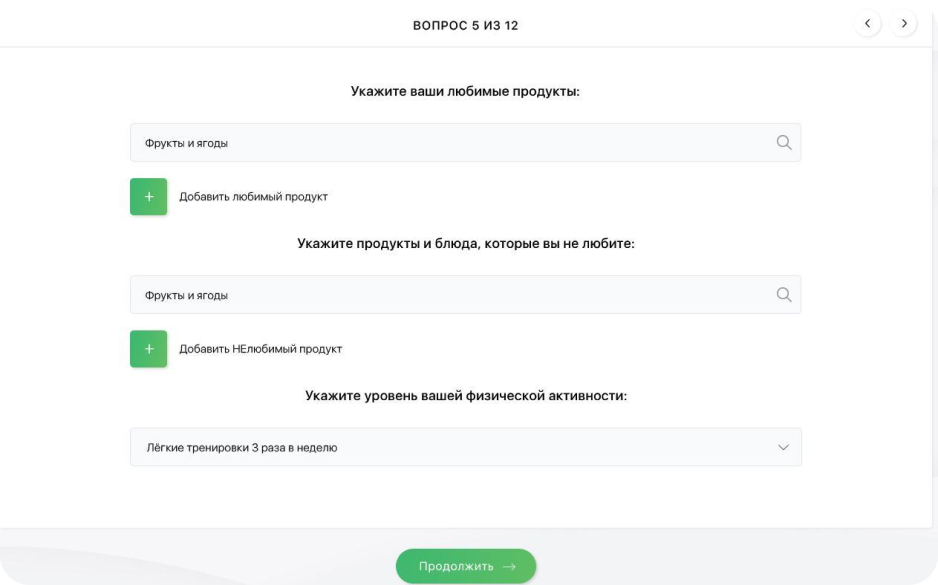 ВОПРОС 5 ИЗ 12
Укажите ваши любимые продукты:
Фрукты и ягоды
Добавить любимый продукт
Укажите продукты и блюда, которые вы не любите:
Фрукты и ягоды
Добавить НЕлюбимый продукт
Укажите уровень вашей физической активности:
Лёгкие тренировки 3 раза в неделю
Продолжить →